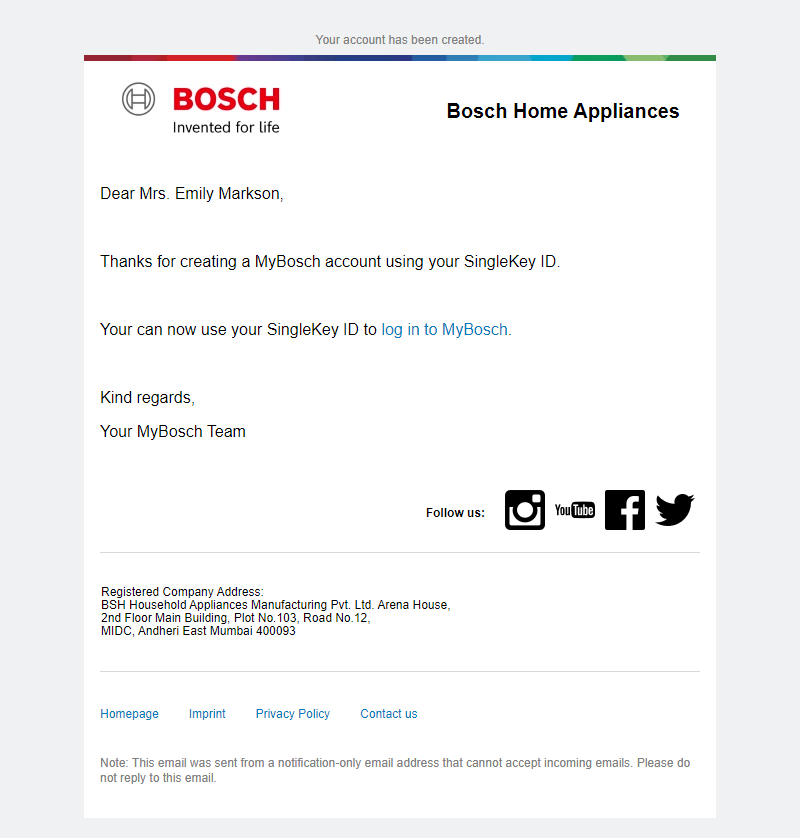 Your account has been created.
BOSCH
Invented for life
Bosch Home Appliances
Dear Mrs. Emily Markson,
Thanks for creating a MyBosch account using your SingleKey ID.
Your can now use your SingleKey ID to log in to MyBosch.
Kind regards,
Your MyBosch Team
Follow us:
YouTube
Registered Company Address:
BSH Household Appliances Manufacturing Pvt. Ltd. Arena House,
2nd Floor Main Building, Plot No.103, Road No.12,
MIDC, Andheri East Mumbai 400093
Homepage Imprint Privacy Policy Contact us
Note: This email was sent from a notification-only email address that cannot accept incoming emails. Please do
not reply to this email.